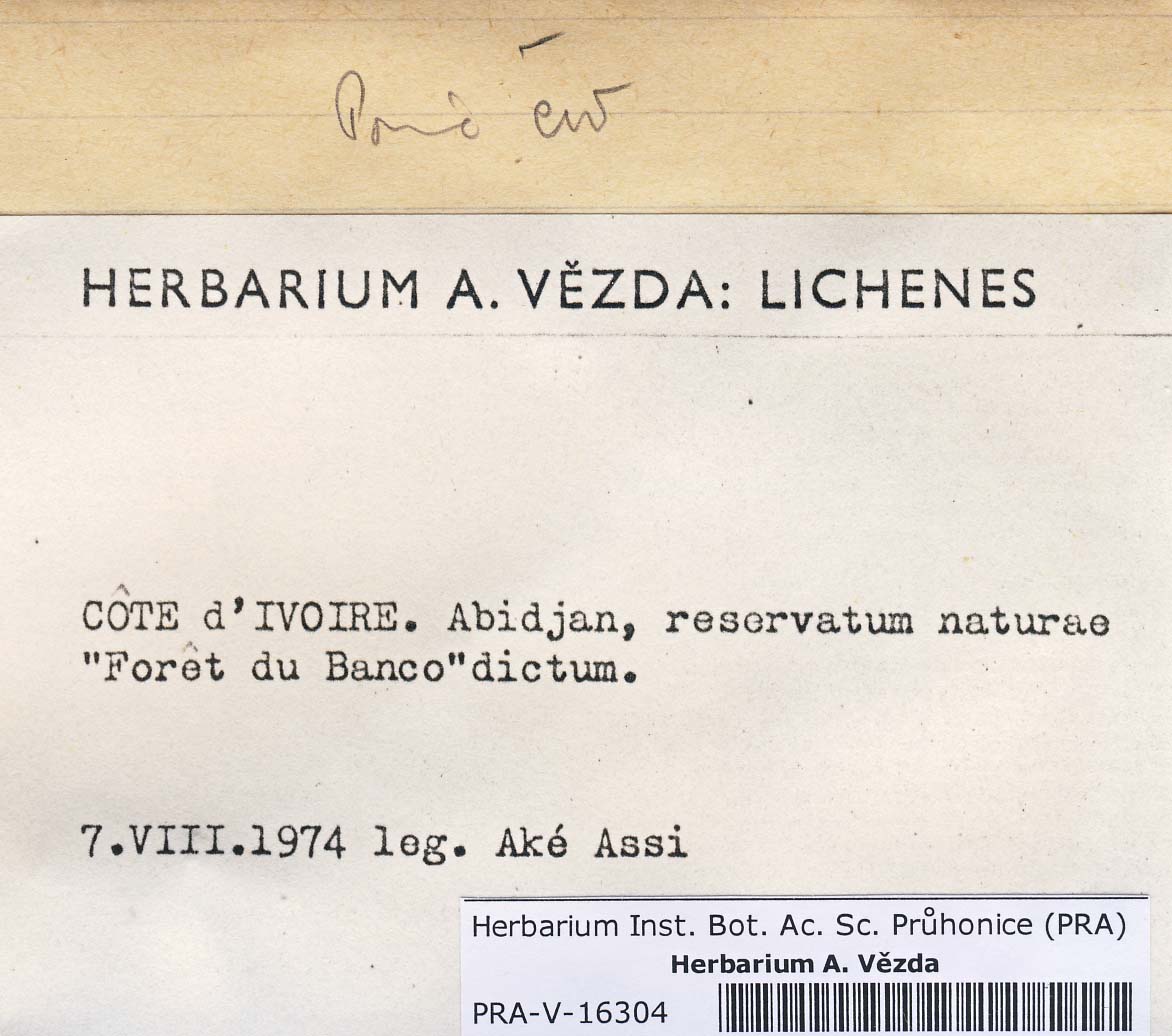 HERBARIUM A. VĚZDA: LICHENES
CÔTE d'IVOIRE. Abidjan, reservatum naturae
"Forêt du Banco"dictum.
7.VIII.1974 leg. Aké Assi
Herbarium Inst. Bot. Ac. Sc. Průhonice (PRA)
Herbarium A. Vězda
PRA-V-16304